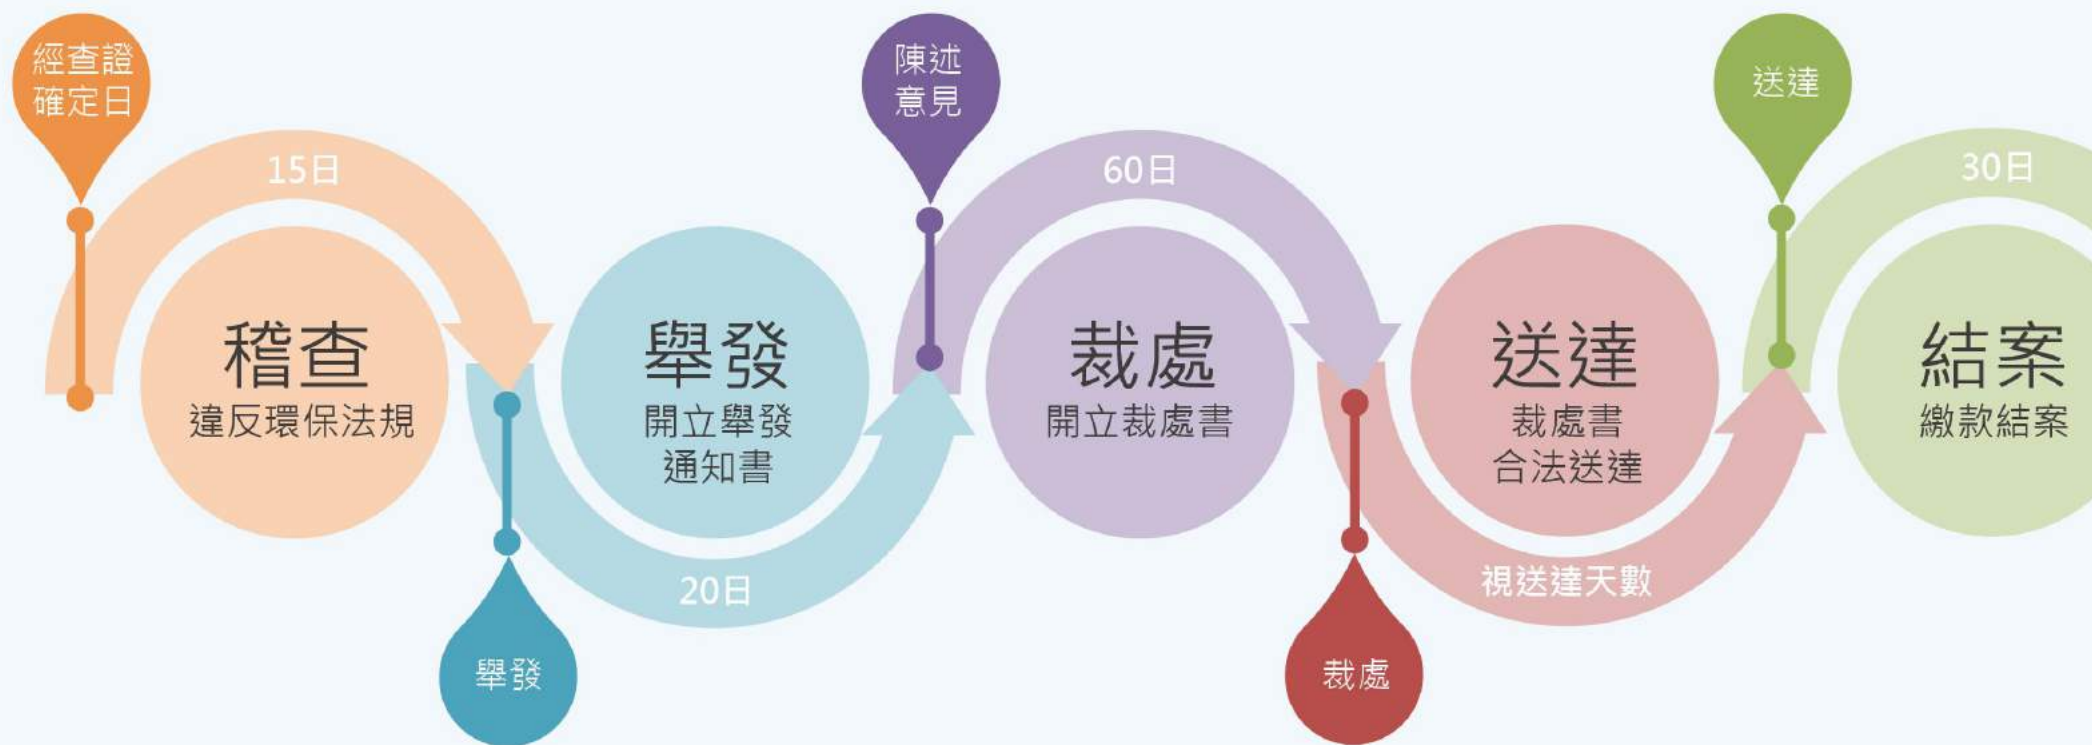 經查證
確定日
15日
稽查
違反環保法規
舉發
20日
舉發
開立舉發
通知書
陳述
意見
60日
裁處
開立裁處書
裁處
視送達天數
送達
裁處書
合法送達
送達
30日
結案
繳款結案